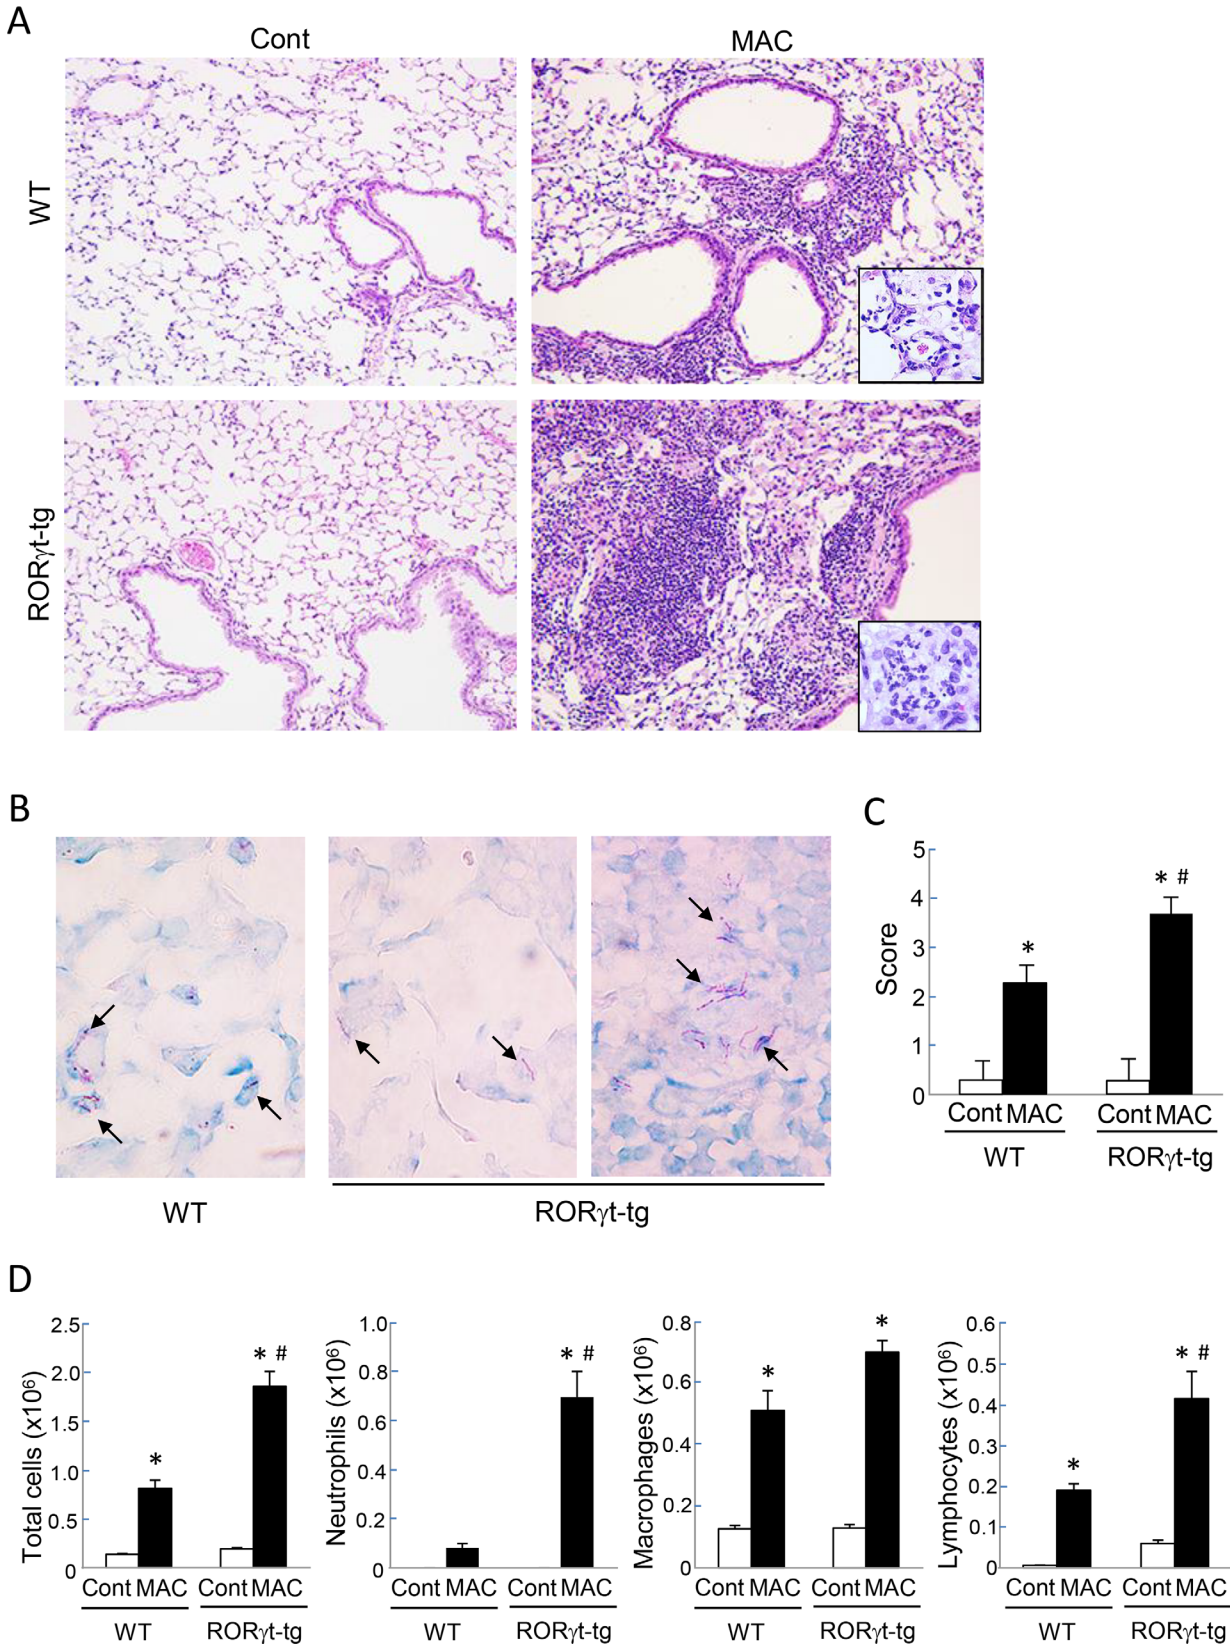 A
Cont
MAC
WT
RORγt-tg
B
WT
RORγt-tg
C
5
4
3
2
1
0
Score
*
* #
Cont MAC
Cont MAC
WT
RORγt-tg
D
2.5
2.0
1.5
1.0
0.5
0
Total cells (x10⁶)
*
* #
Cont MAC
Cont MAC
WT
RORγt-tg
1.0
0.8
0.6
0.4
0.2
0
Neutrophils (x10⁶)
* #
Cont MAC
Cont MAC
WT
RORγt-tg
0.8
0.6
0.4
0.2
0
Macrophages (x10⁶)
*
*
Cont MAC
Cont MAC
WT
RORγt-tg
0.6
0.5
0.4
0.3
0.2
0.1
0
Lymphocytes (x10⁶)
*
* #
Cont MAC
Cont MAC
WT
RORγt-tg